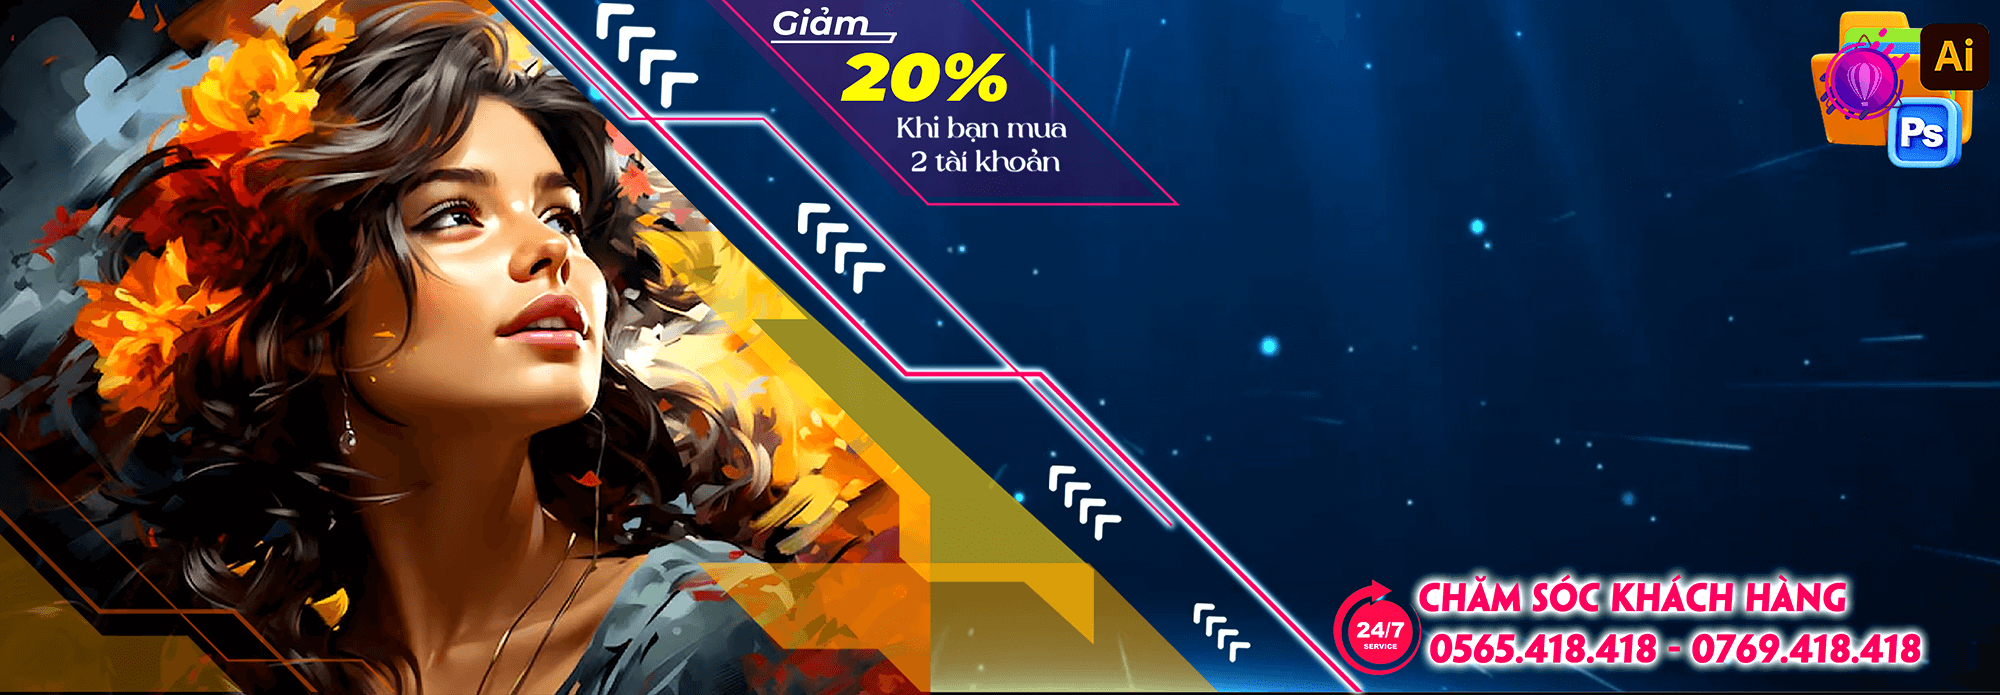 Giảm
20%
Khi bạn mua
2 tài khoản
Ai
Ps
CHĂM SÓC KHÁCH HÀNG
24/7
SERVICE
0565.418.418 - 0769.418.418